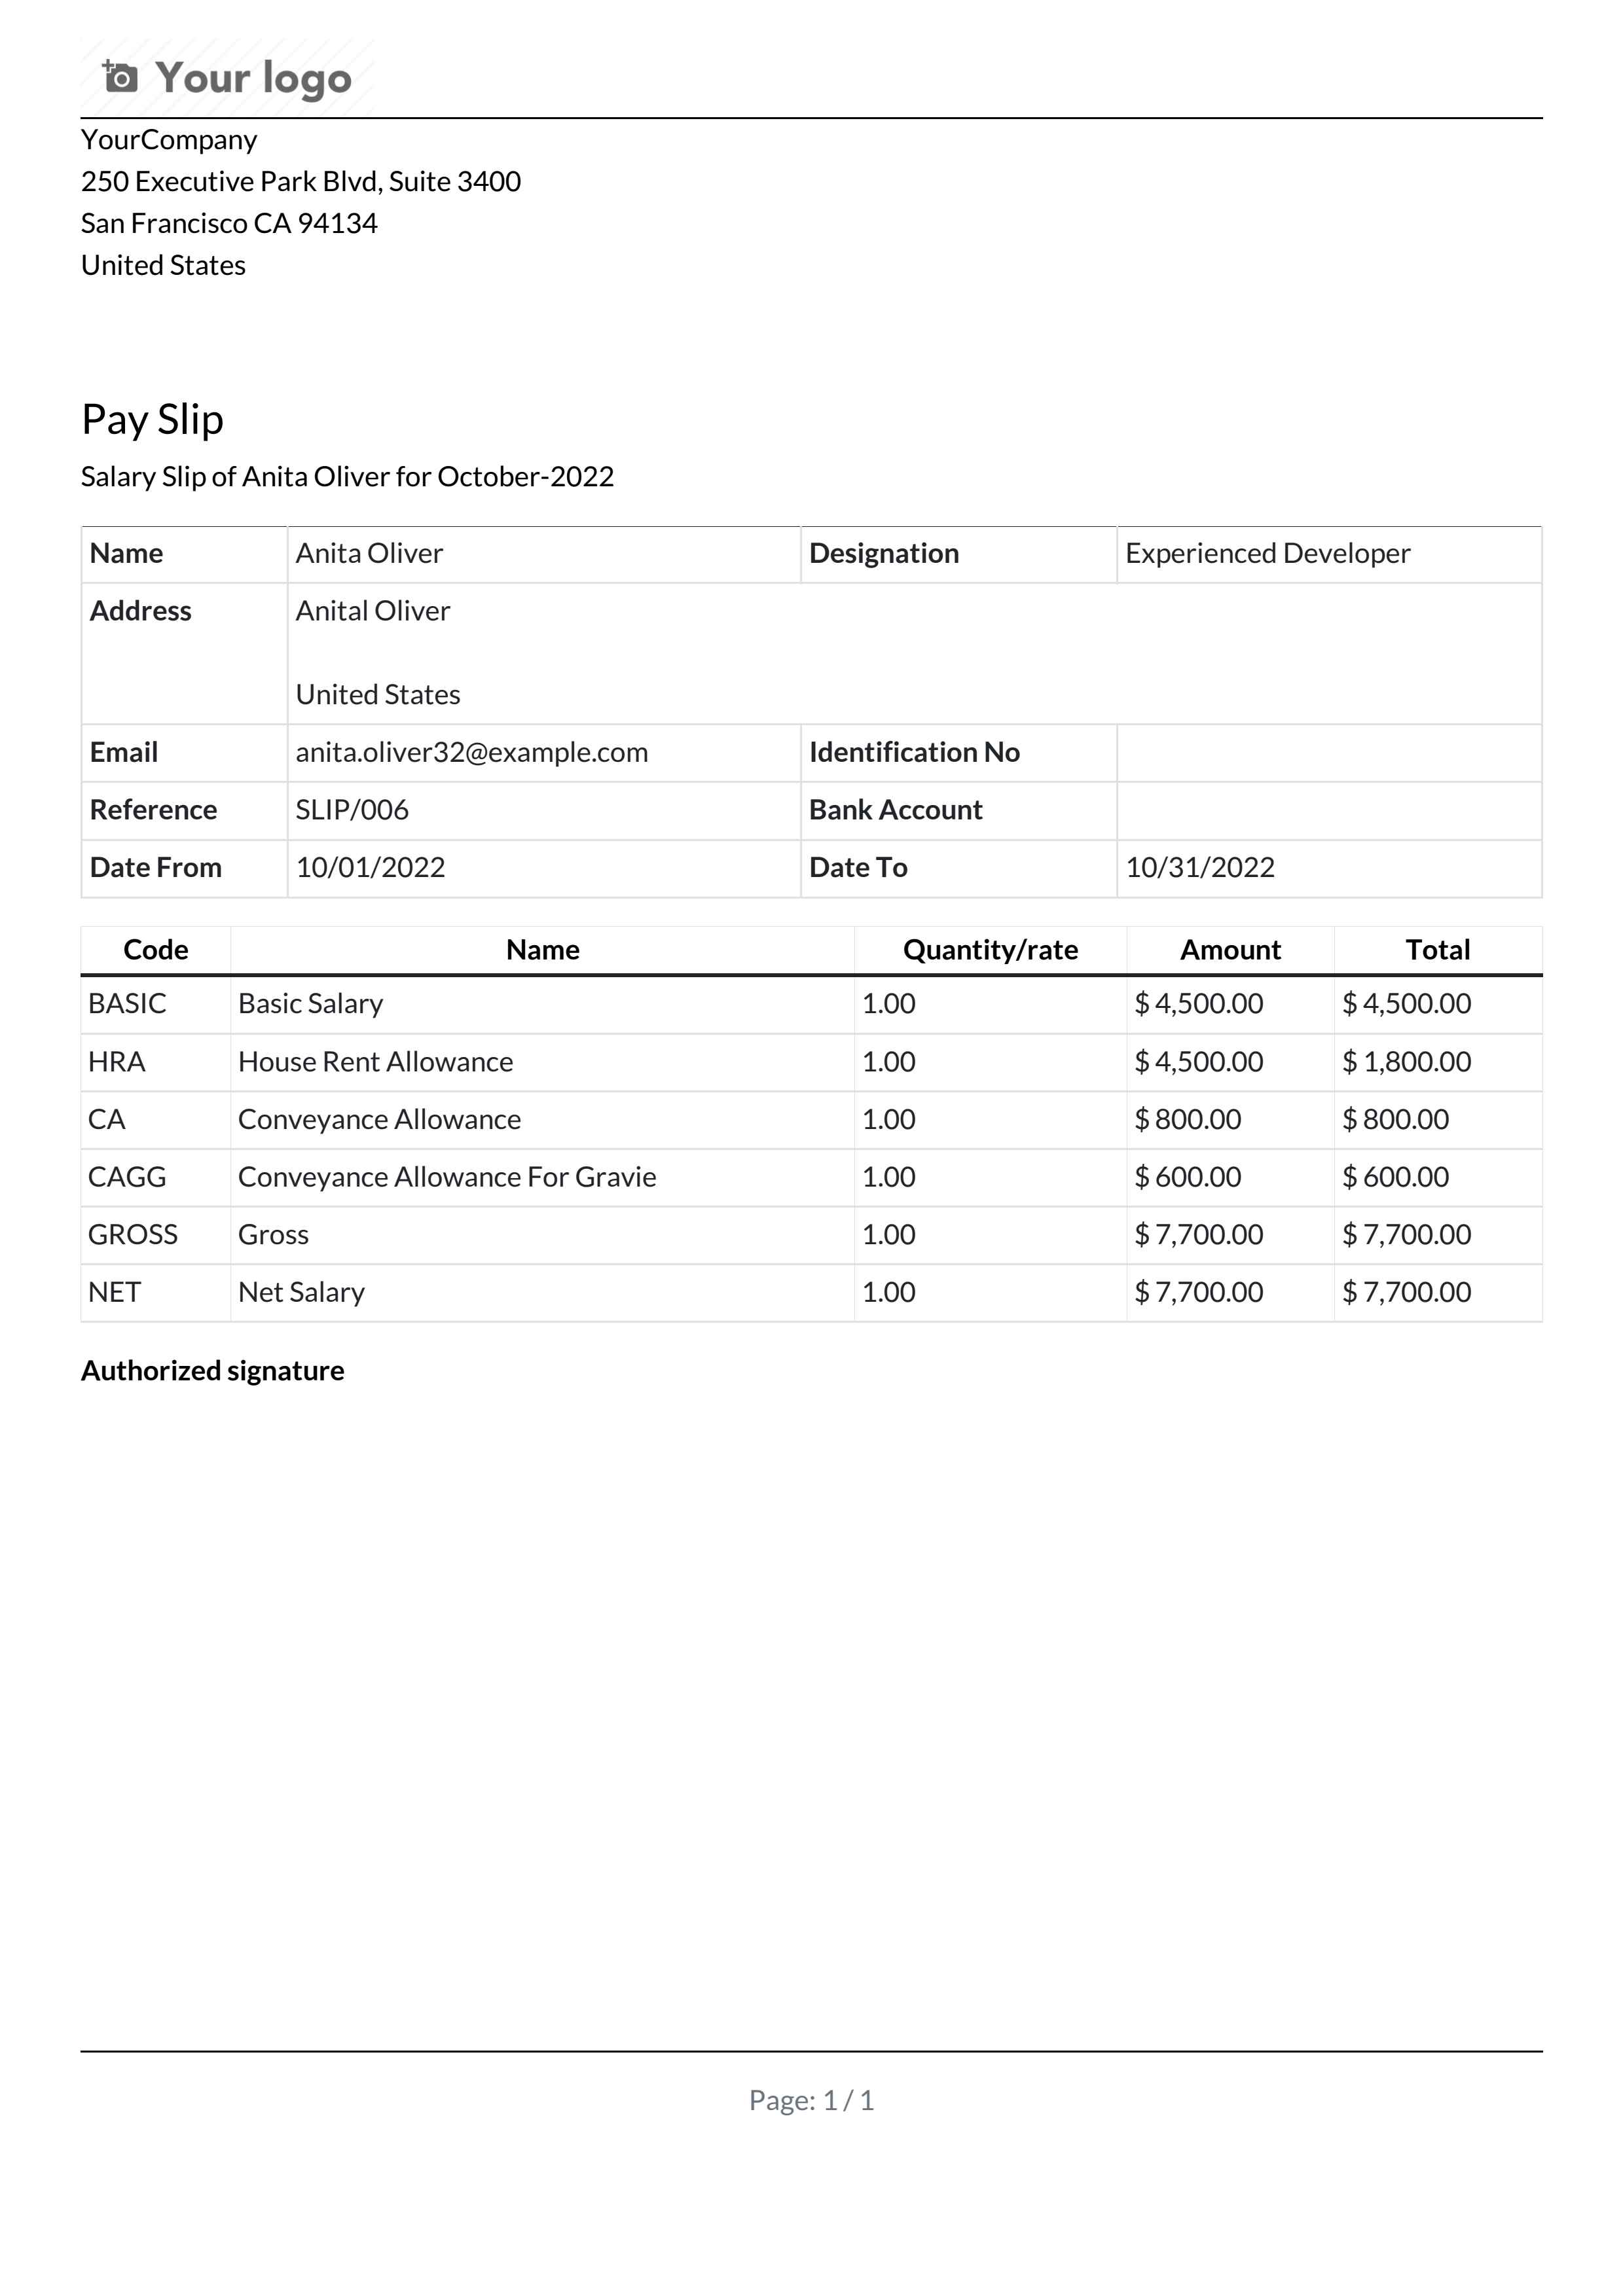 Your logo
YourCompany
250 Executive Park Blvd, Suite 3400
San Francisco CA 94134
United States
Pay Slip
Salary Slip of Anita Oliver for October-2022
Name Anita Oliver Designation Experienced Developer
Address Anital Oliver
United States
Email anita.oliver32@example.com Identification No
Reference SLIP/006 Bank Account
Date From 10/01/2022 Date To 10/31/2022
Code Name Quantity/rate Amount Total
BASIC Basic Salary 1.00 $ 4,500.00 $ 4,500.00
HRA House Rent Allowance 1.00 $ 4,500.00 $ 1,800.00
CA Conveyance Allowance 1.00 $ 800.00 $ 800.00
CAGG Conveyance Allowance For Gravie 1.00 $ 600.00 $ 600.00
GROSS Gross 1.00 $ 7,700.00 $ 7,700.00
NET Net Salary 1.00 $ 7,700.00 $ 7,700.00
Authorized signature
Page: 1 / 1